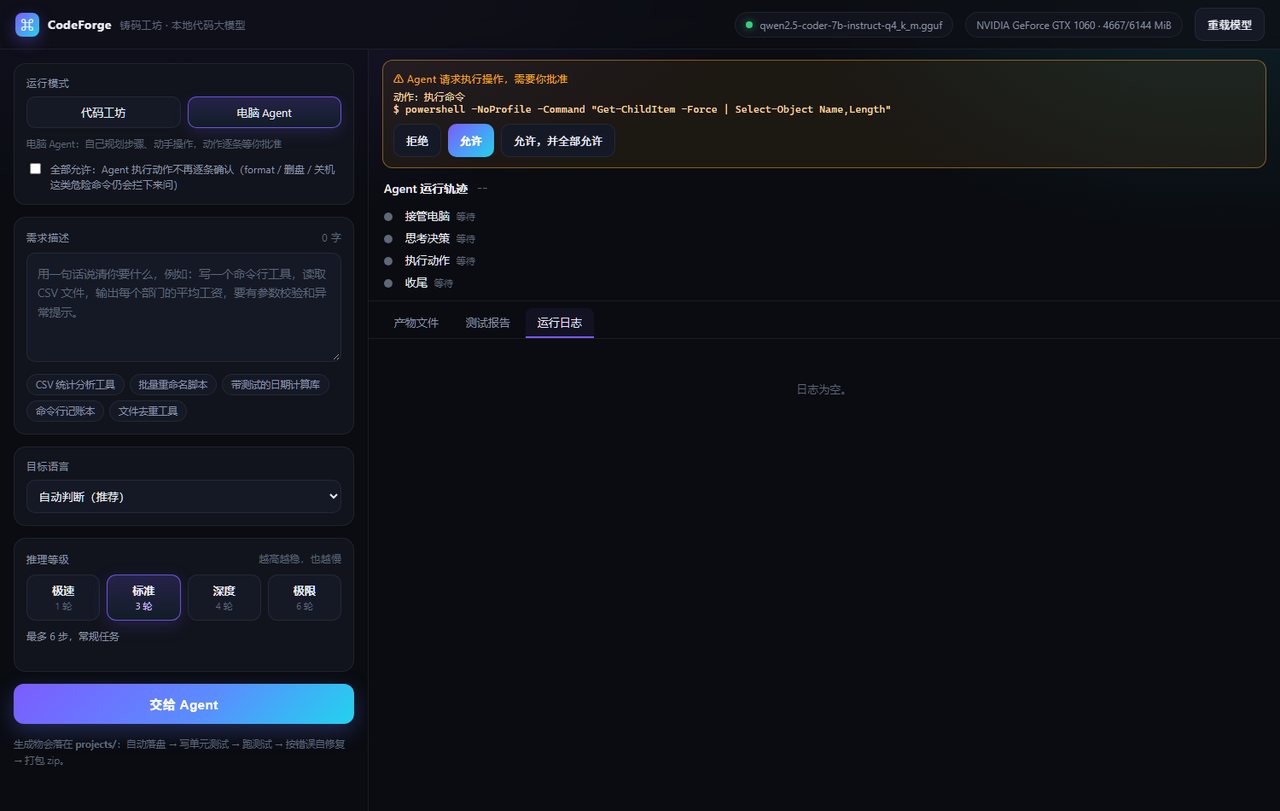 CodeForge 铸码工坊 · 本地代码大模型
qwen2.5-coder-7b-instruct-q4_k_m.gguf
NVIDIA GeForce GTX 1060 · 4667/6144 MiB
重载模型
运行模式
代码工坊
电脑 Agent
电脑 Agent：自己规划步骤、动手操作，动作逐条等你批准
全部允许：Agent 执行动作不再逐条确认（format / 删盘 / 关机
这类危险命令仍会拦下来问）
需求描述 0 字
用一句话说清你要什么，例如：写一个命令行工具，读取
CSV 文件，输出每个部门的平均工资，要有参数校验和异
常提示。
CSV 统计分析工具 批量重命名脚本 带测试的日期计算库
命令行记账本 文件去重工具
目标语言
自动判断（推荐）
推理等级 越高越稳，也越慢
极速 标准 深度 极限
1 轮 3 轮 4 轮 6 轮
最多 6 步，常规任务
交给 Agent
生成物会落在 projects/：自动落盘 → 写单元测试 → 跑测试 → 按错误自修复
→ 打包 zip。
⚠ Agent 请求执行操作，需要你批准
动作：执行命令
$ powershell -NoProfile -Command "Get-ChildItem -Force | Select-Object Name,Length"
拒绝 允许 允许，并全部允许
Agent 运行轨迹 --
接管电脑 等待
思考决策 等待
执行动作 等待
收尾 等待
产物文件 测试报告 运行日志
日志为空。